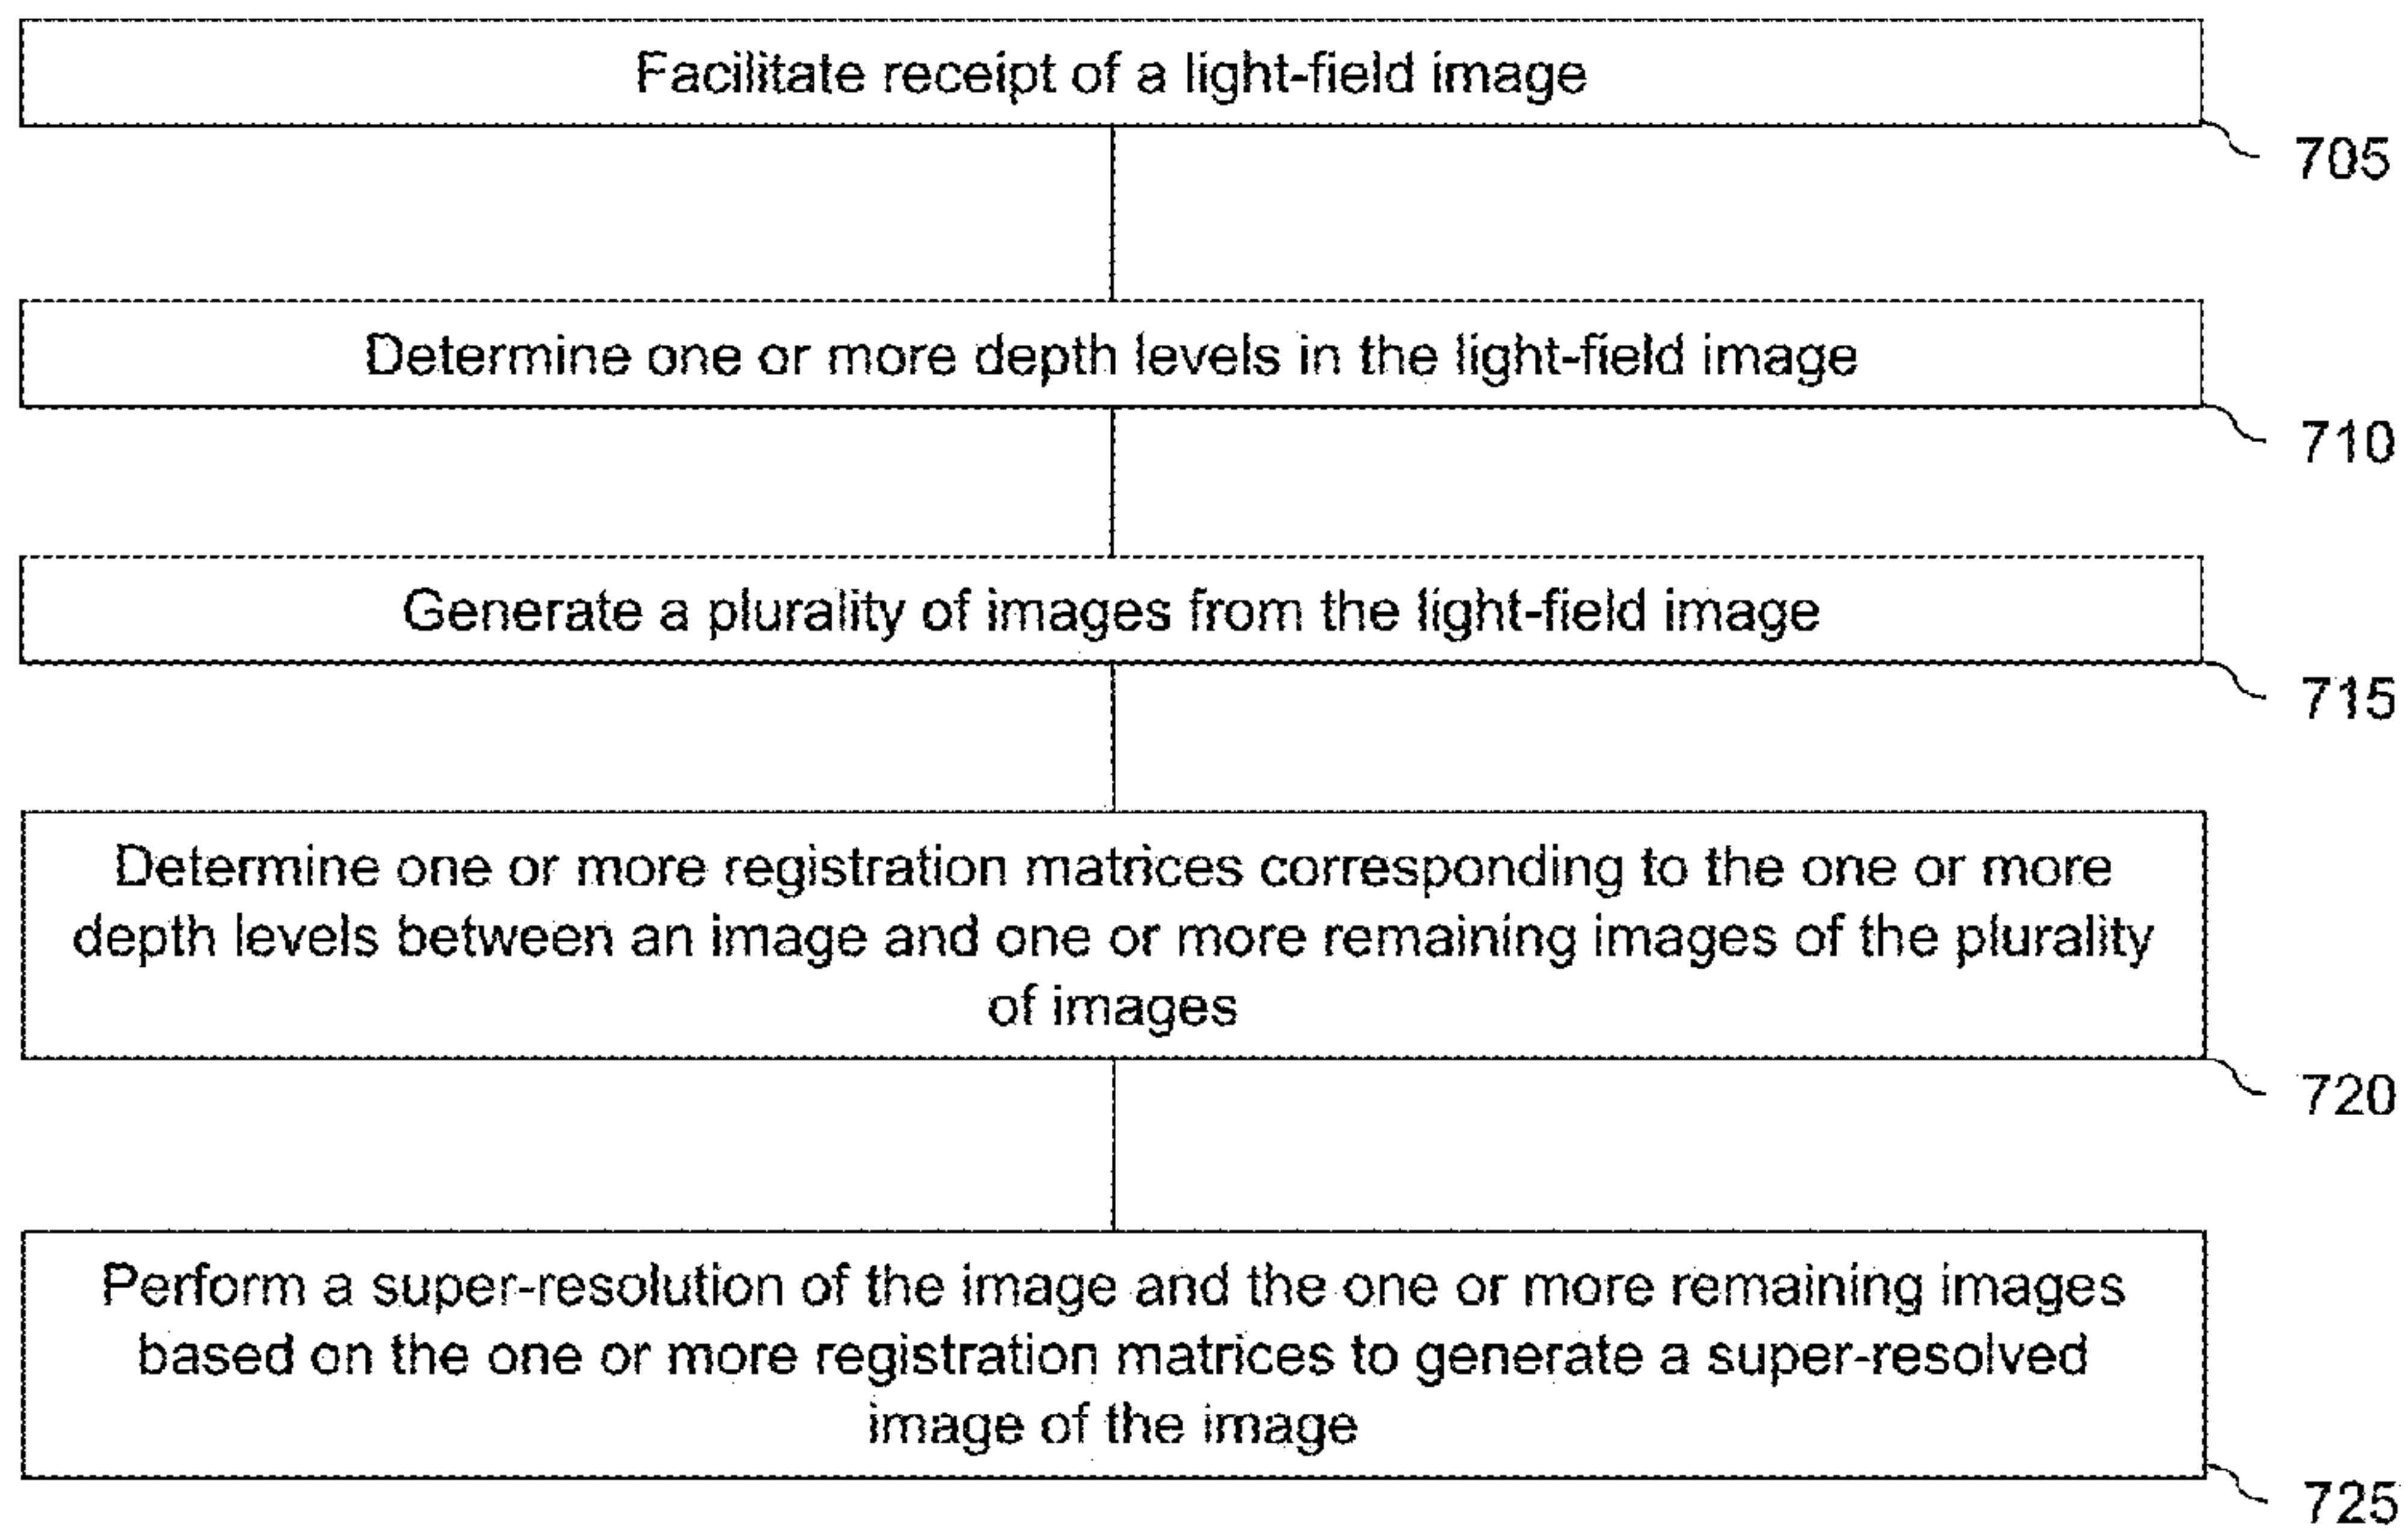 Facilitate receipt of a light-field image
705
Determine one or more depth levels in the light-field image
710
Generate a plurality of images from the light-field image
715
Determine one or more registration matrices corresponding to the one or more
depth levels between an image and one or more remaining images of the plurality
of images
720
Perform a super-resolution of the image and the one or more remaining images
based on the one or more registration matrices to generate a super-resolved
image of the image
725